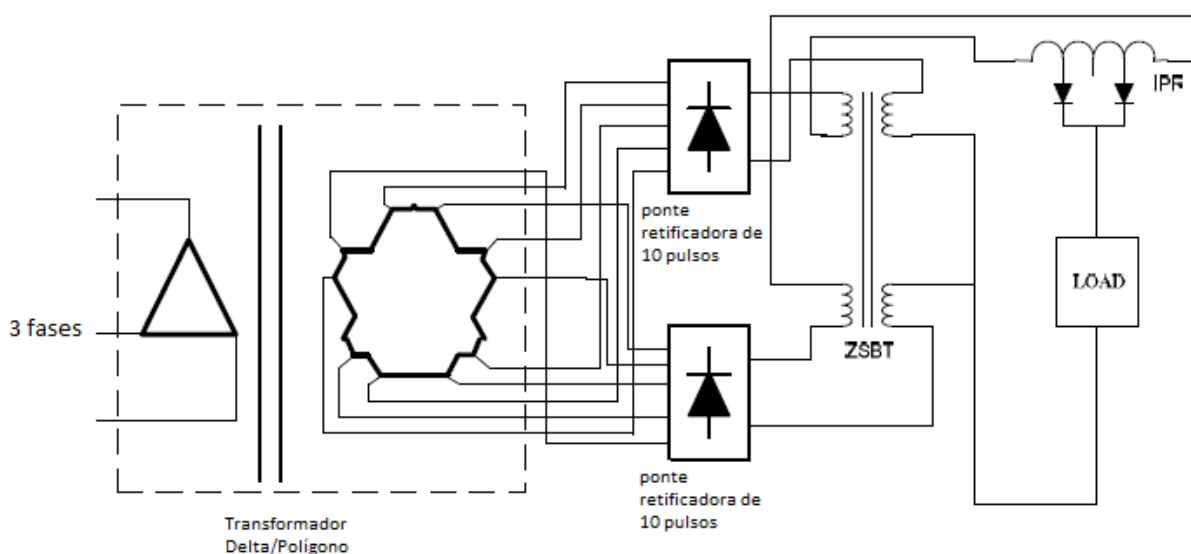 IPR
ponte
retificadora de
10 pulsos
LOAD
3 fases
ZSBT
ponte
retificadora de
10 pulsos
Transformador
Delta/Polígono